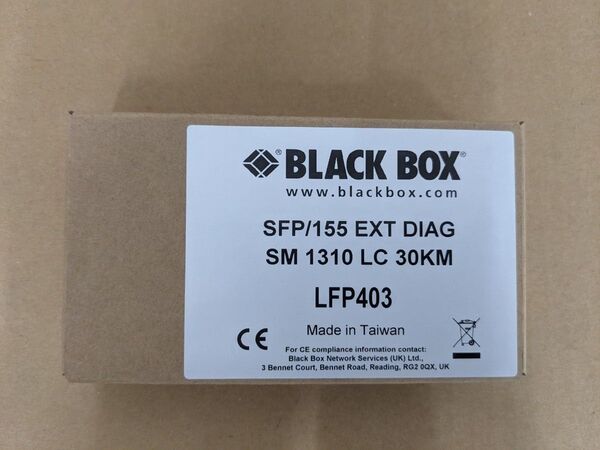 BLACK BOX®
www.blackbox.com
SFP/155 EXT DIAG
SM 1310 LC 30KM
LFP403
Made in Taiwan
CE
For CE compliance information contact:
Black Box Network Services (UK) Ltd.,
3 Bennet Court, Bennet Road, Reading, RG2 0QX, UK